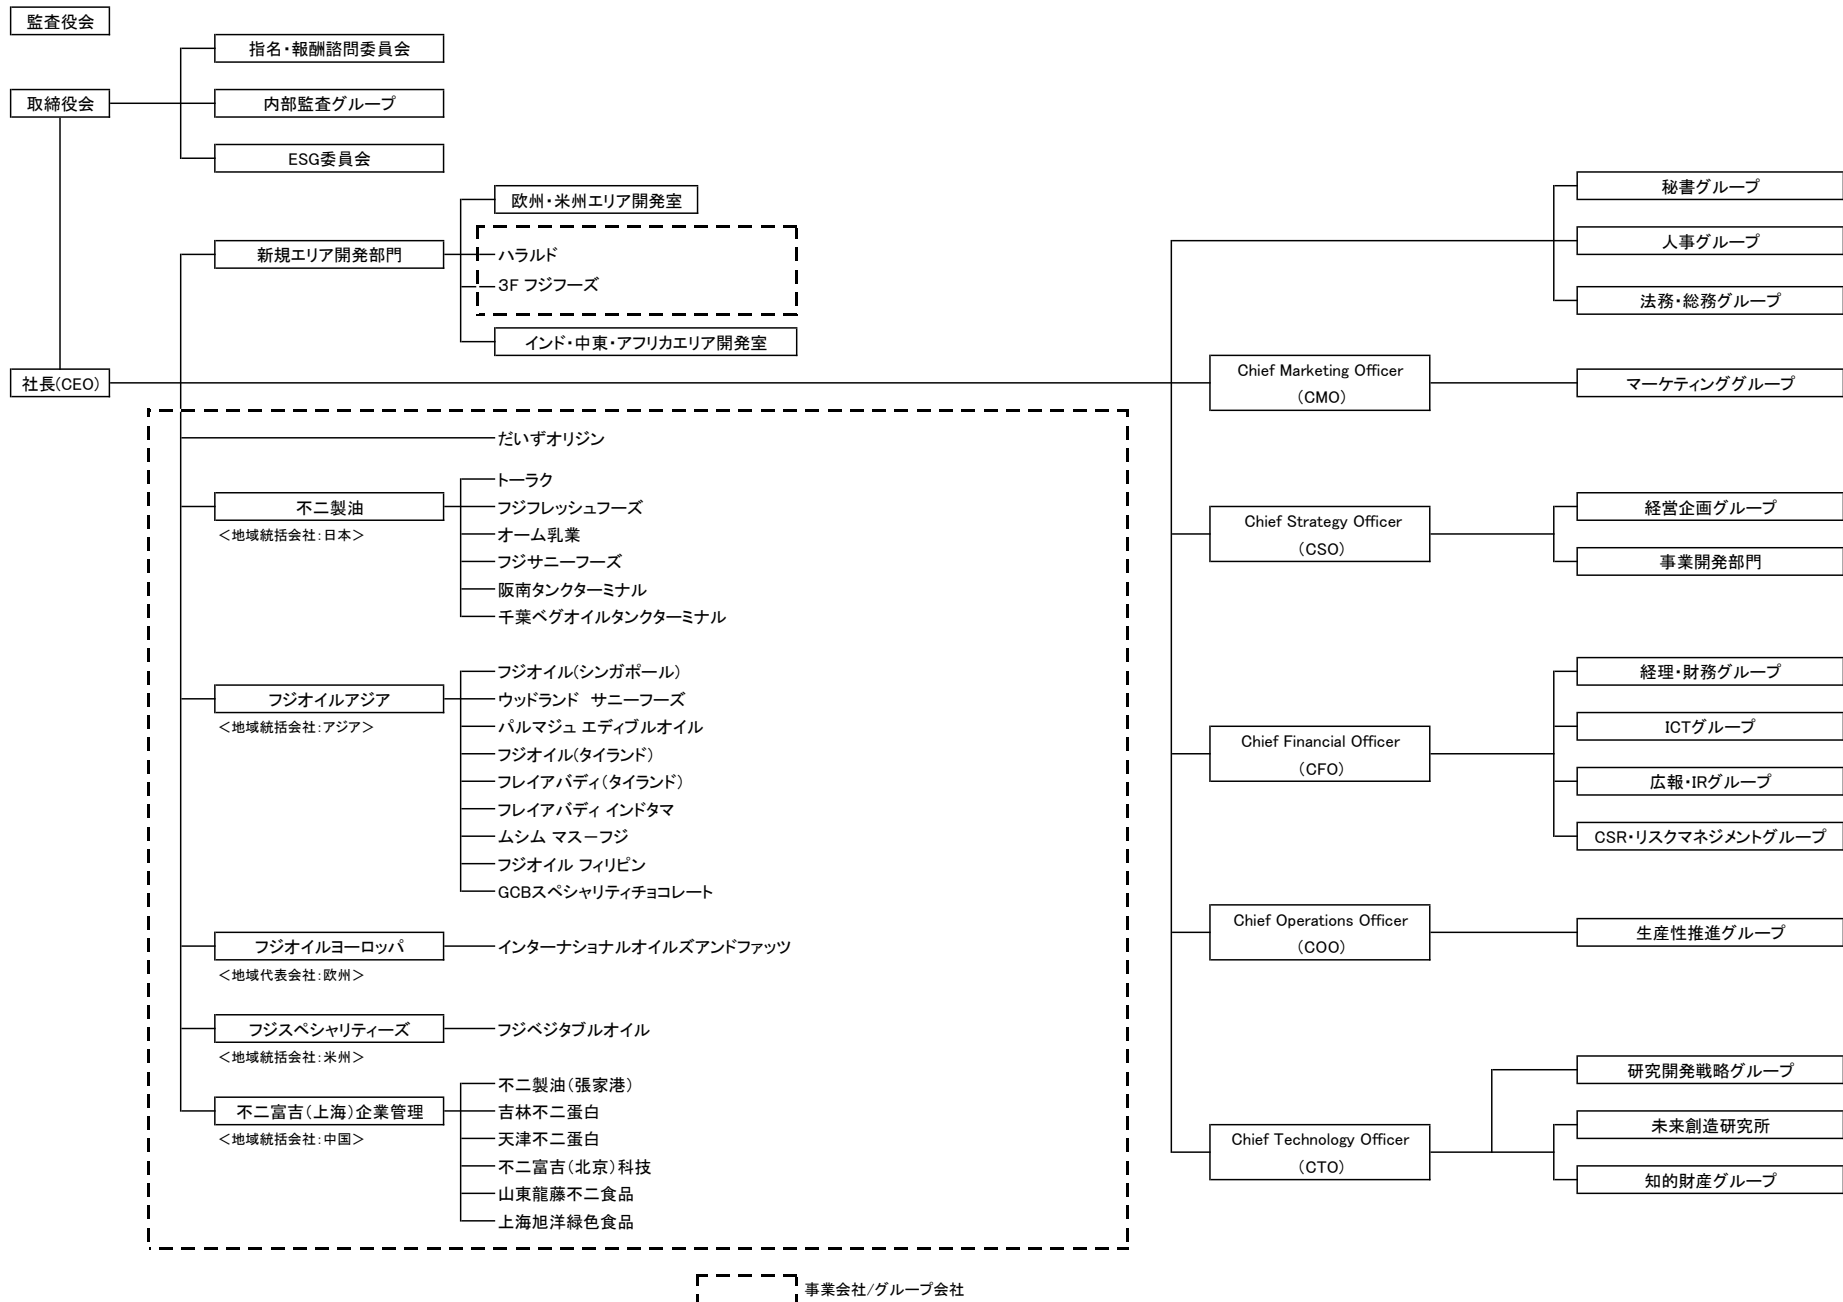 監査役会
指名・報酬諮問委員会
取締役会
内部監査グループ
ESG委員会
欧州・米州エリア開発室
新規エリア開発部門
ハラルド
3F フジフーズ
インド・中東・アフリカエリア開発室
社長(CEO)
だいずオリジン
不二製油
<地域統括会社:日本>
トーラク
フジフレッシュフーズ
オーム乳業
フジサニーフーズ
阪南タンクターミナル
千葉ベグオイルタンクターミナル
フジオイルアジア
<地域統括会社:アジア>
フジオイル(シンガポール)
ウッドランド サニーフーズ
パルマジュ エディブルオイル
フジオイル(タイランド)
フレイアバディ(タイランド)
フレイアバディ インドタマ
ムシム マス－フジ
フジオイル フィリピン
GCBスペシャリティチョコレート
フジオイルヨーロッパ
<地域代表会社:欧州>
インターナショナルオイルズアンドファッツ
フジスペシャリティーズ
<地域統括会社:米州>
フジベジタブルオイル
不二富吉(上海)企業管理
<地域統括会社:中国>
不二製油(張家港)
吉林不二蛋白
天津不二蛋白
不二富吉(北京)科技
山東龍藤不二食品
上海旭洋緑色食品
秘書グループ
人事グループ
法務・総務グループ
Chief Marketing Officer
(CMO)
マーケティンググループ
Chief Strategy Officer
(CSO)
経営企画グループ
事業開発部門
Chief Financial Officer
(CFO)
経理・財務グループ
ICTグループ
広報・IRグループ
CSR・リスクマネジメントグループ
Chief Operations Officer
(COO)
生産性推進グループ
Chief Technology Officer
(CTO)
研究開発戦略グループ
未来創造研究所
知的財産グループ
事業会社/グループ会社